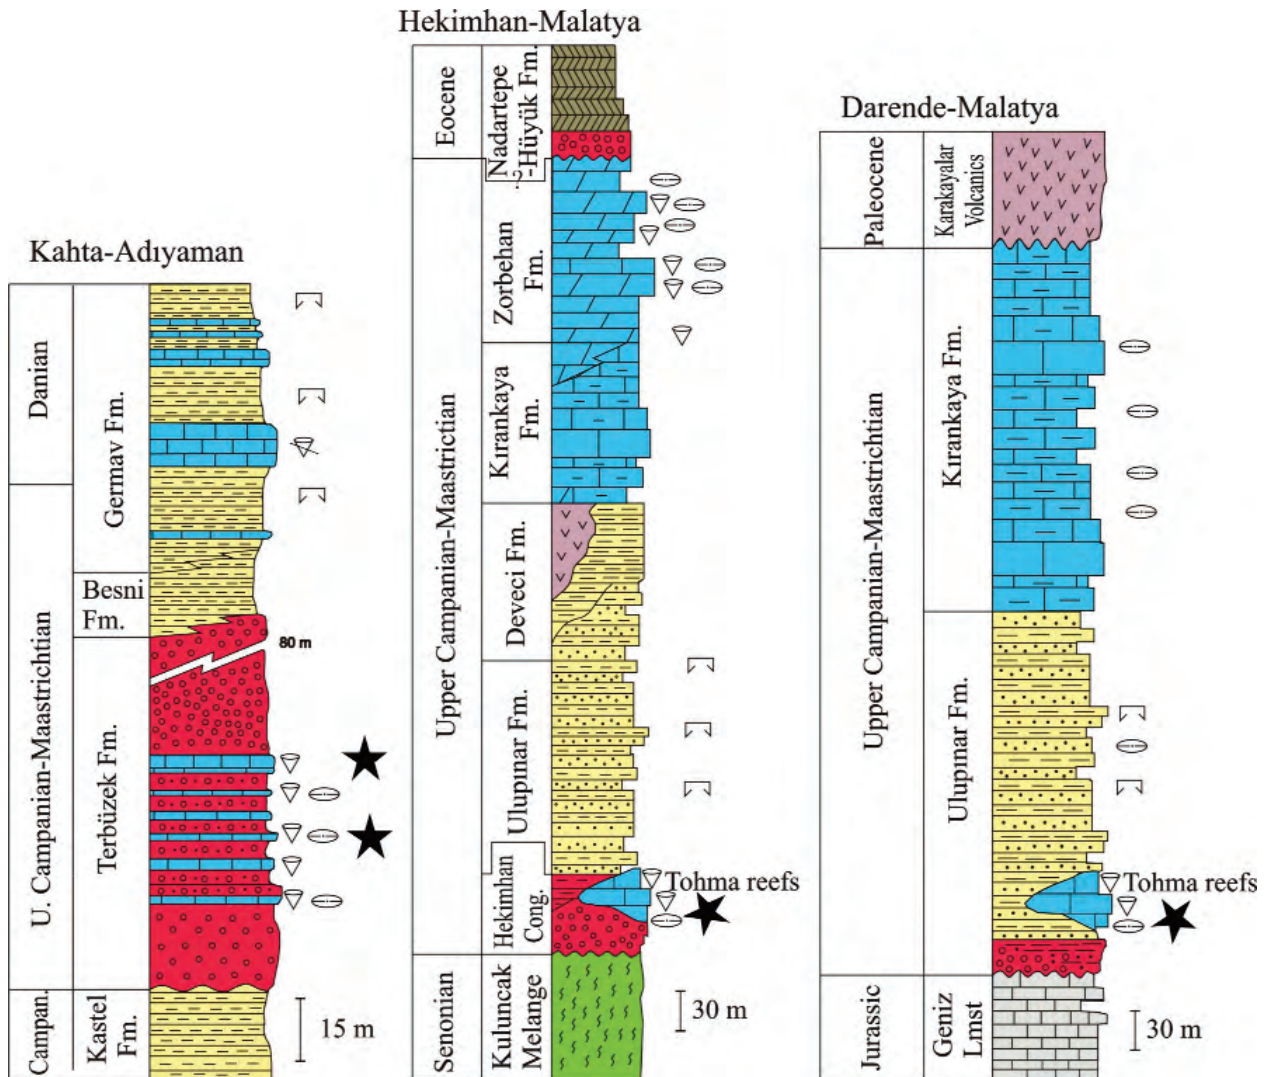 Hekimhan-Malatya
Darende-Malatya
Kahta-Adıyaman
Danian
U. Campanian-Maastrichtian
Campan.
Germav Fm.
Besni
Fm.
Terbüzek Fm.
Kastel
Fm.
80 m
15 m
Eocene
Upper Campanian-Maastrictian
Senonian
Nadartepe
?-Hüyük Fm.
Zorbehan
Fm.
Kırankaya
Fm.
Deveci Fm.
Ulupınar Fm.
Hekimhan
Cong.
Kuluncak
Melange
Tohma reefs
30 m
Paleocene
Upper Campanian-Maastrichtian
Jurassic
Karakayalar
Volcanics
Kırankaya Fm.
Ulupınar Fm.
Geniz
Lmst
Tohma reefs
30 m